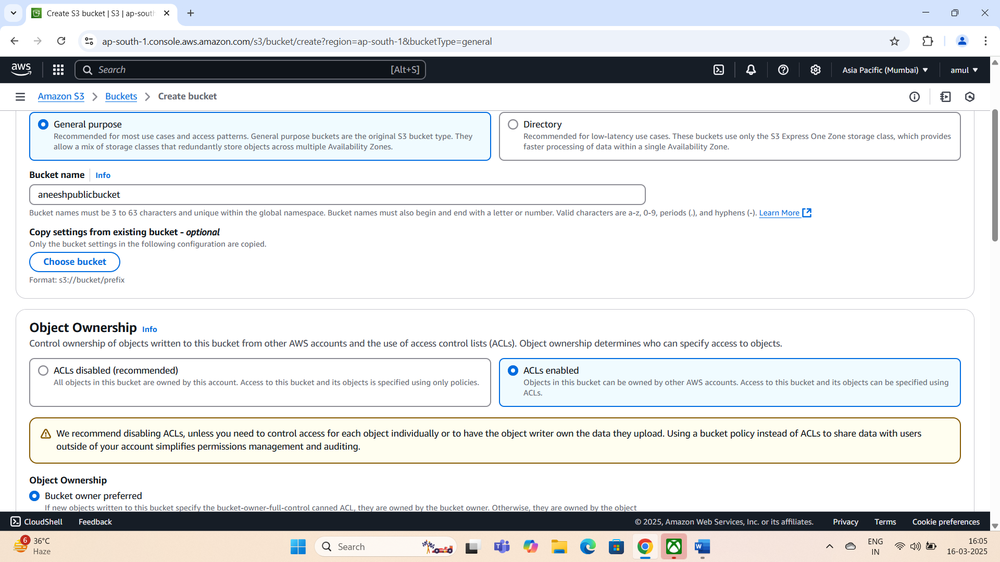 Create S3 bucket | S3 | ap-sout
ap-south-1.console.aws.amazon.com/s3/bucket/create?region=ap-south-1&bucketType=general
aws
Search
[Alt+S]
Asia Pacific (Mumbai)
amul
Amazon S3
Buckets
Create bucket
General purpose
Recommended for most use cases and access patterns. General purpose buckets are the original S3 bucket type. They
allow a mix of storage classes that redundantly store objects across multiple Availability Zones.
Directory
Recommended for low-latency use cases. These buckets use only the S3 Express One Zone storage class, which provides
faster processing of data within a single Availability Zone.
Bucket name
Info
aneeshpublicbucket
Bucket names must be 3 to 63 characters and unique within the global namespace. Bucket names must also begin and end with a letter or number. Valid characters are a-z, 0-9, periods (.), and hyphens (-). Learn More
Copy settings from existing bucket - optional
Only the bucket settings in the following configuration are copied.
Choose bucket
Format: s3://bucket/prefix
Object Ownership Info
Control ownership of objects written to this bucket from other AWS accounts and the use of access control lists (ACLs). Object ownership determines who can specify access to objects.
ACLs disabled (recommended)
All objects in this bucket are owned by this account. Access to this bucket and its objects is specified using only policies.
ACLs enabled
Objects in this bucket can be owned by other AWS accounts. Access to this bucket and its objects can be specified using
ACLs.
We recommend disabling ACLs, unless you need to control access for each object individually or to have the object writer own the data they upload. Using a bucket policy instead of ACLs to share data with users
outside of your account simplifies permissions management and auditing.
Object Ownership
Bucket owner preferred
If new objects written to this bucket specify the bucket-owner-full-control canned ACL, they are owned by the bucket owner. Otherwise, they are owned by the object
CloudShell
Feedback
© 2025, Amazon Web Services, Inc. or its affiliates.
Privacy
Terms
Cookie preferences
6
36°C
Haze
Search
ENG
IN
16:05
16-03-2025